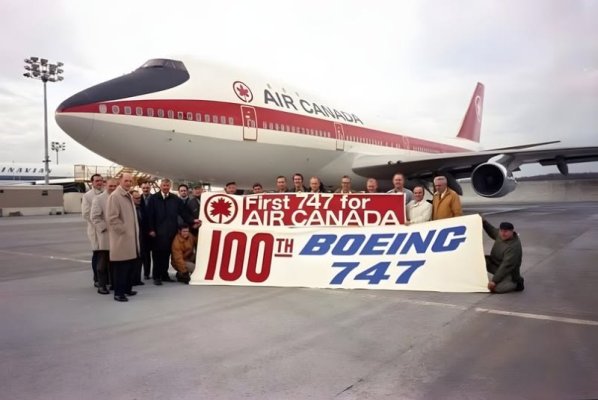 AIR CANADA
First 747 for
AIR CANADA
100TH BOEING
747